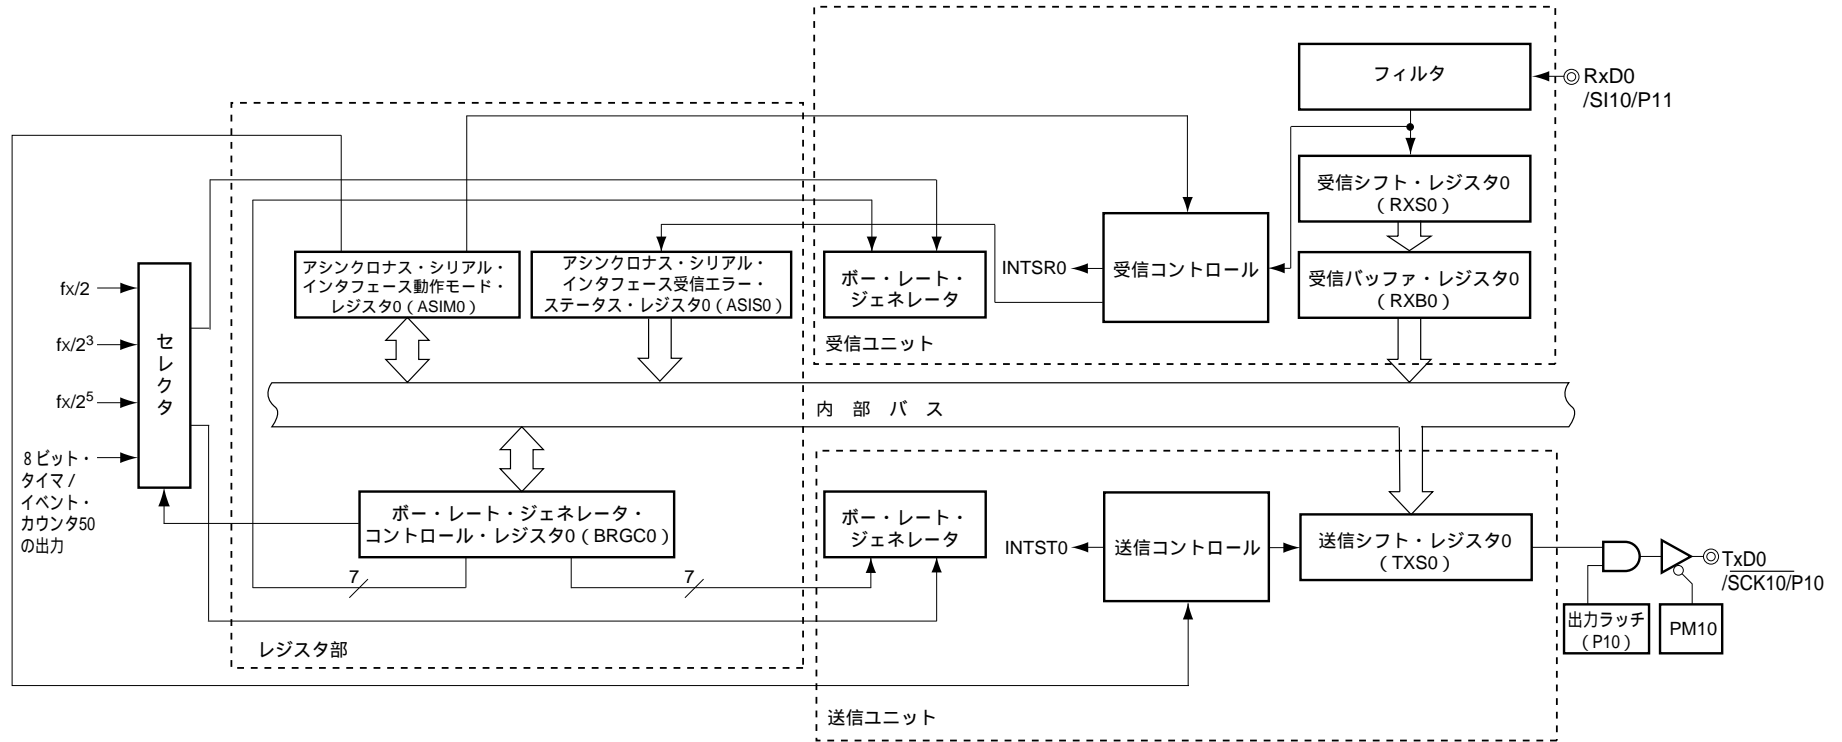 フィルタ
RxD0
/SI10/P11
受信シフト・レジスタ0
（RXS0）
アシンクロナス・シリアル・
インタフェース動作モード・
レジスタ0（ASIM0）
アシンクロナス・シリアル・
インタフェース受信エラー・
ステータス・レジスタ0（ASIS0）
ボー・レート・
ジェネレータ
INTSR0
受信コントロール
受信バッファ・レジスタ0
（RXB0）
受信ユニット
fx/2
fx/2³
fx/2⁵
8ビット・
タイマ/
イベント・
カウンタ50
の出力
セレクタ
内 部 バ ス
ボー・レート・ジェネレータ・
コントロール・レジスタ0（BRGC0）
7
7
ボー・レート・
ジェネレータ
INTST0
送信コントロール
送信シフト・レジスタ0
（TXS0）
TxD0
/SCK10/P10
出力ラッチ
（P10）
PM10
レジスタ部
送信ユニット